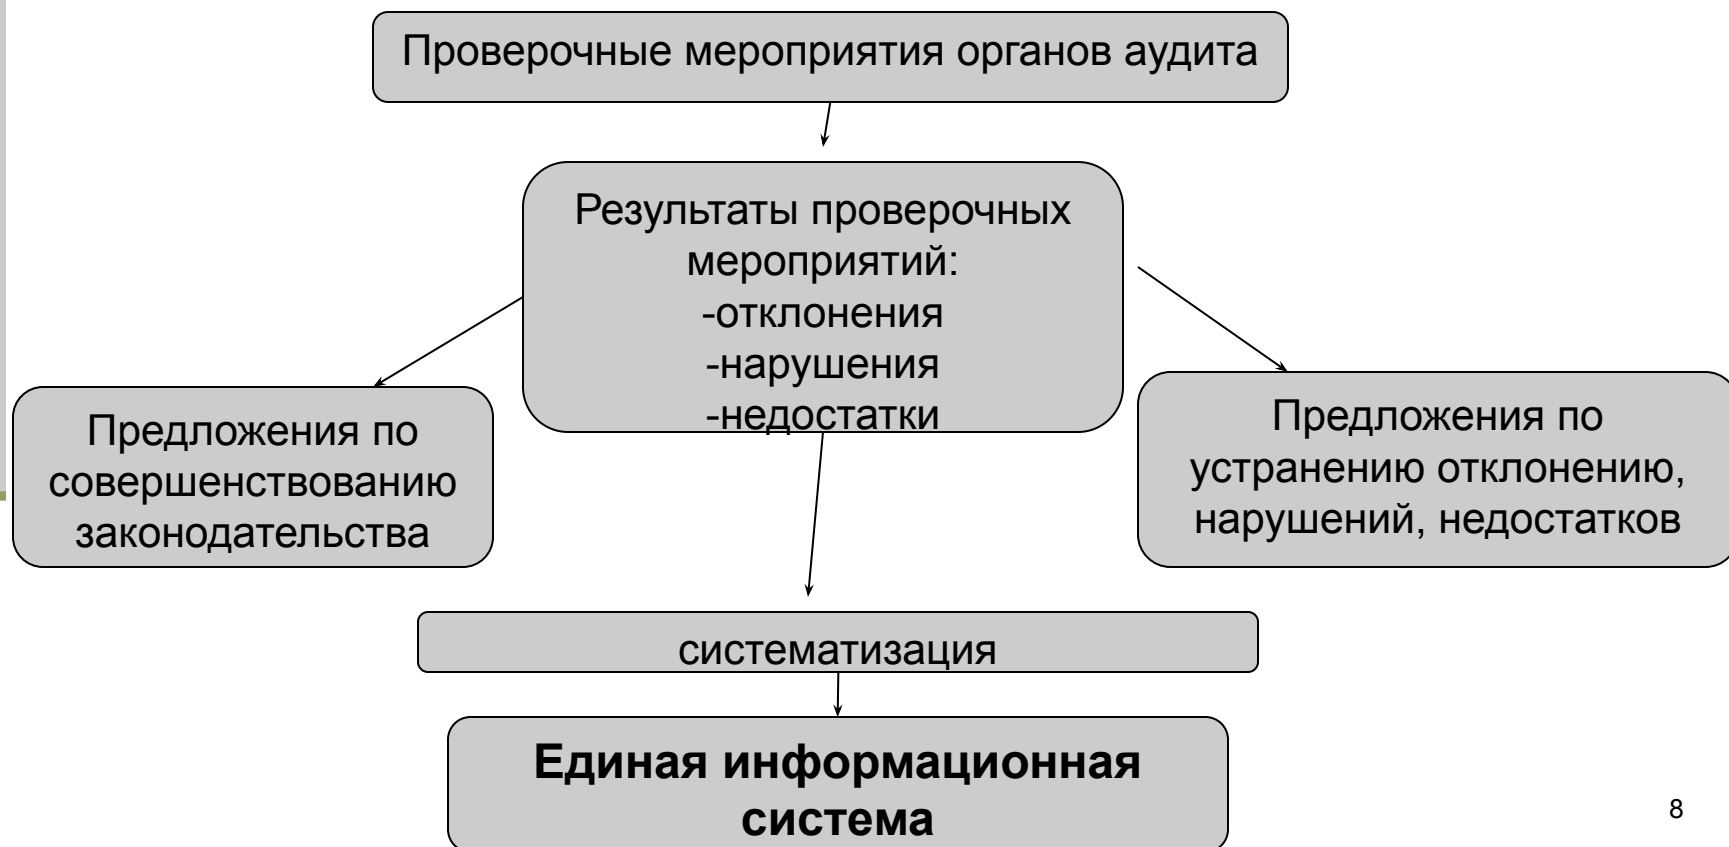 Проверочные мероприятия органов аудита
Результаты проверочных
мероприятий:
-отклонения
-нарушения
-недостатки
Предложения по
совершенствованию
законодательства
Предложения по
устранению отклонению,
нарушений, недостатков
систематизация
Единая информационная
система
8